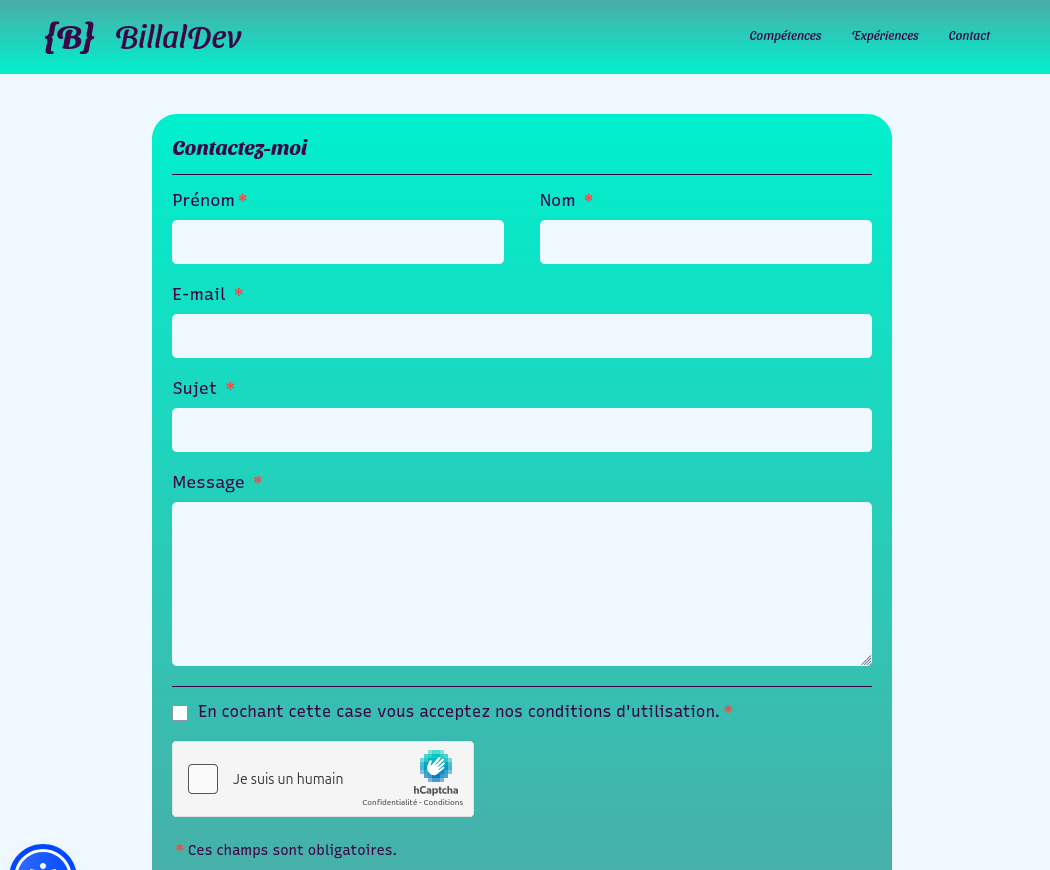 {B} BillalDev
Compétences Expériences Contact
Contactez-moi
Prénom * Nom *
E-mail *
Sujet *
Message *
En cochant cette case vous acceptez nos conditions d'utilisation. *
Je suis un humain
hCaptcha
Confidentialité - Conditions
* Ces champs sont obligatoires.